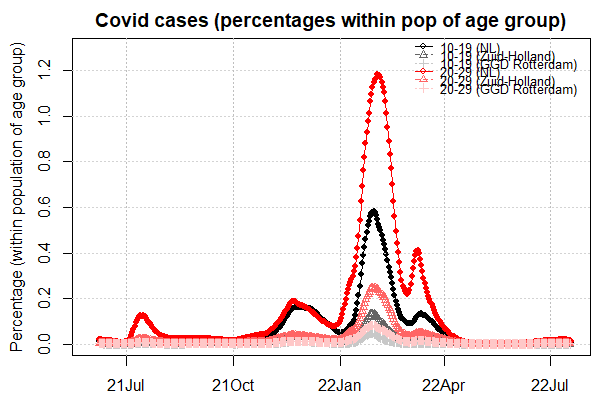 Covid cases (percentages within pop of age group)
Percentage (within population of age group)
1.2
1.0
0.8
0.6
0.4
0.2
0.0
10-19 (NL)
10-19 (Zuid-Holland)
10-19 (GGD Rotterdam)
20-29 (NL)
20-29 (Zuid-Holland)
20-29 (GGD Rotterdam)
21Jul 21Oct 22Jan 22Apr 22Jul